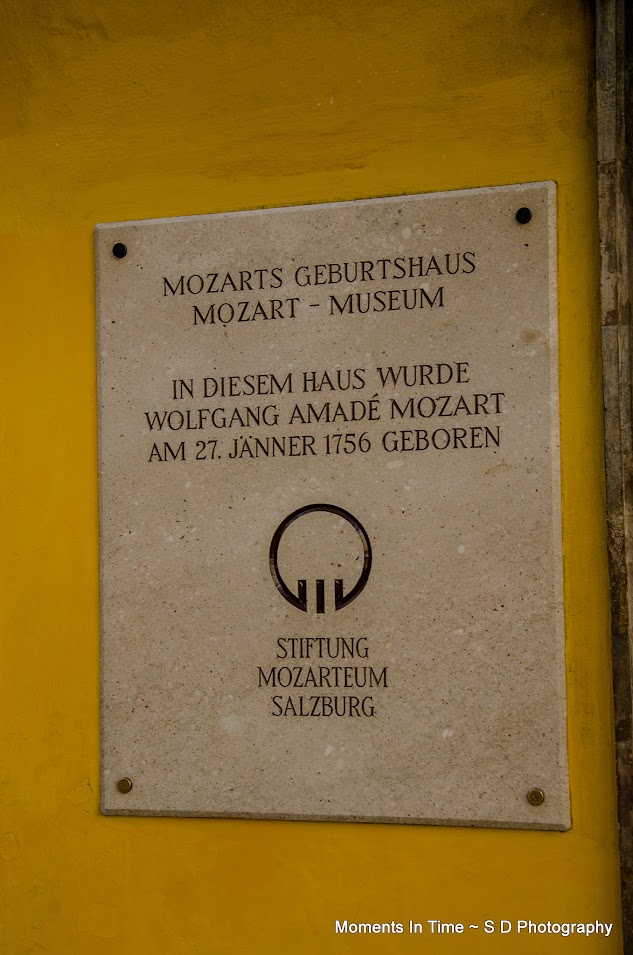 MOZARTS GEBURTSHAUS
MOZART - MUSEUM
IN DIESEM HAUS WURDE
WOLFGANG AMADÉ MOZART
AM 27. JÄNNER 1756 GEBOREN
STIFTUNG
MOZARTEUM
SALZBURG
Moments In Time ~ S D Photography